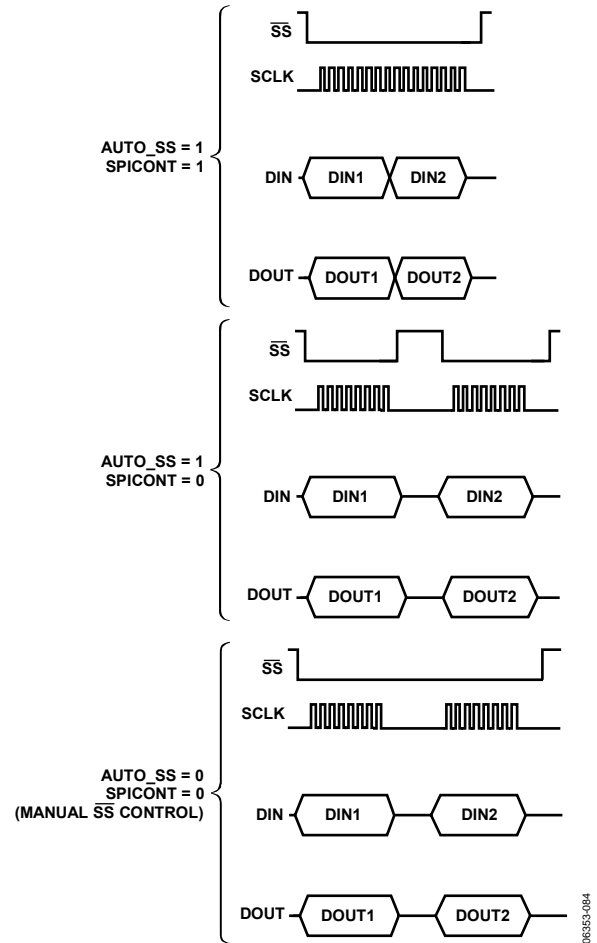 SS
SCLK
AUTO_SS = 1
SPICONT = 1
DIN DIN1 DIN2
DOUT DOUT1 DOUT2
SS
SCLK
AUTO_SS = 1
SPICONT = 0
DIN DIN1 DIN2
DOUT DOUT1 DOUT2
SS
SCLK
AUTO_SS = 0
SPICONT = 0
(MANUAL SS CONTROL)
DIN DIN1 DIN2
DOUT DOUT1 DOUT2
06353-084